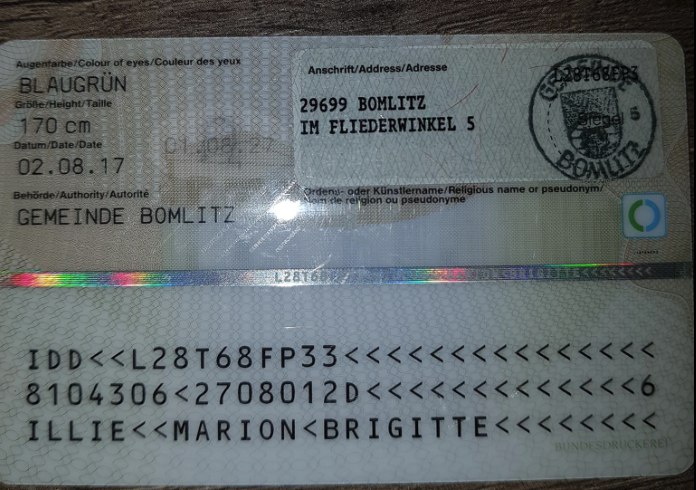 Augenfarbe/Colour of eyes/Couleur des yeux
BLAUGRÜN
Größe/Height/Taille
170 cm
Datum/Date/Date
02.08.17
Behörde/Authority/Autorité
GEMEINDE BOMLITZ
Anschrift/Address/Adresse
29699 BOMLITZ
IM FLIEDERWINKEL 5
L28T68FP3
GEMEINDE
Siegel 5
BOMLITZ
Ordens- oder Künstlername/Religious name or pseudonym/
Nom de religion ou pseudonyme
IDD<<L28T68FP33<<<<<<<<<<<<<<<
8104306<2708012D<<<<<<<<<<<<<6
ILLIE<<MARION<BRIGITTE<<<<<<<<
BUNDESDRUCKEREI